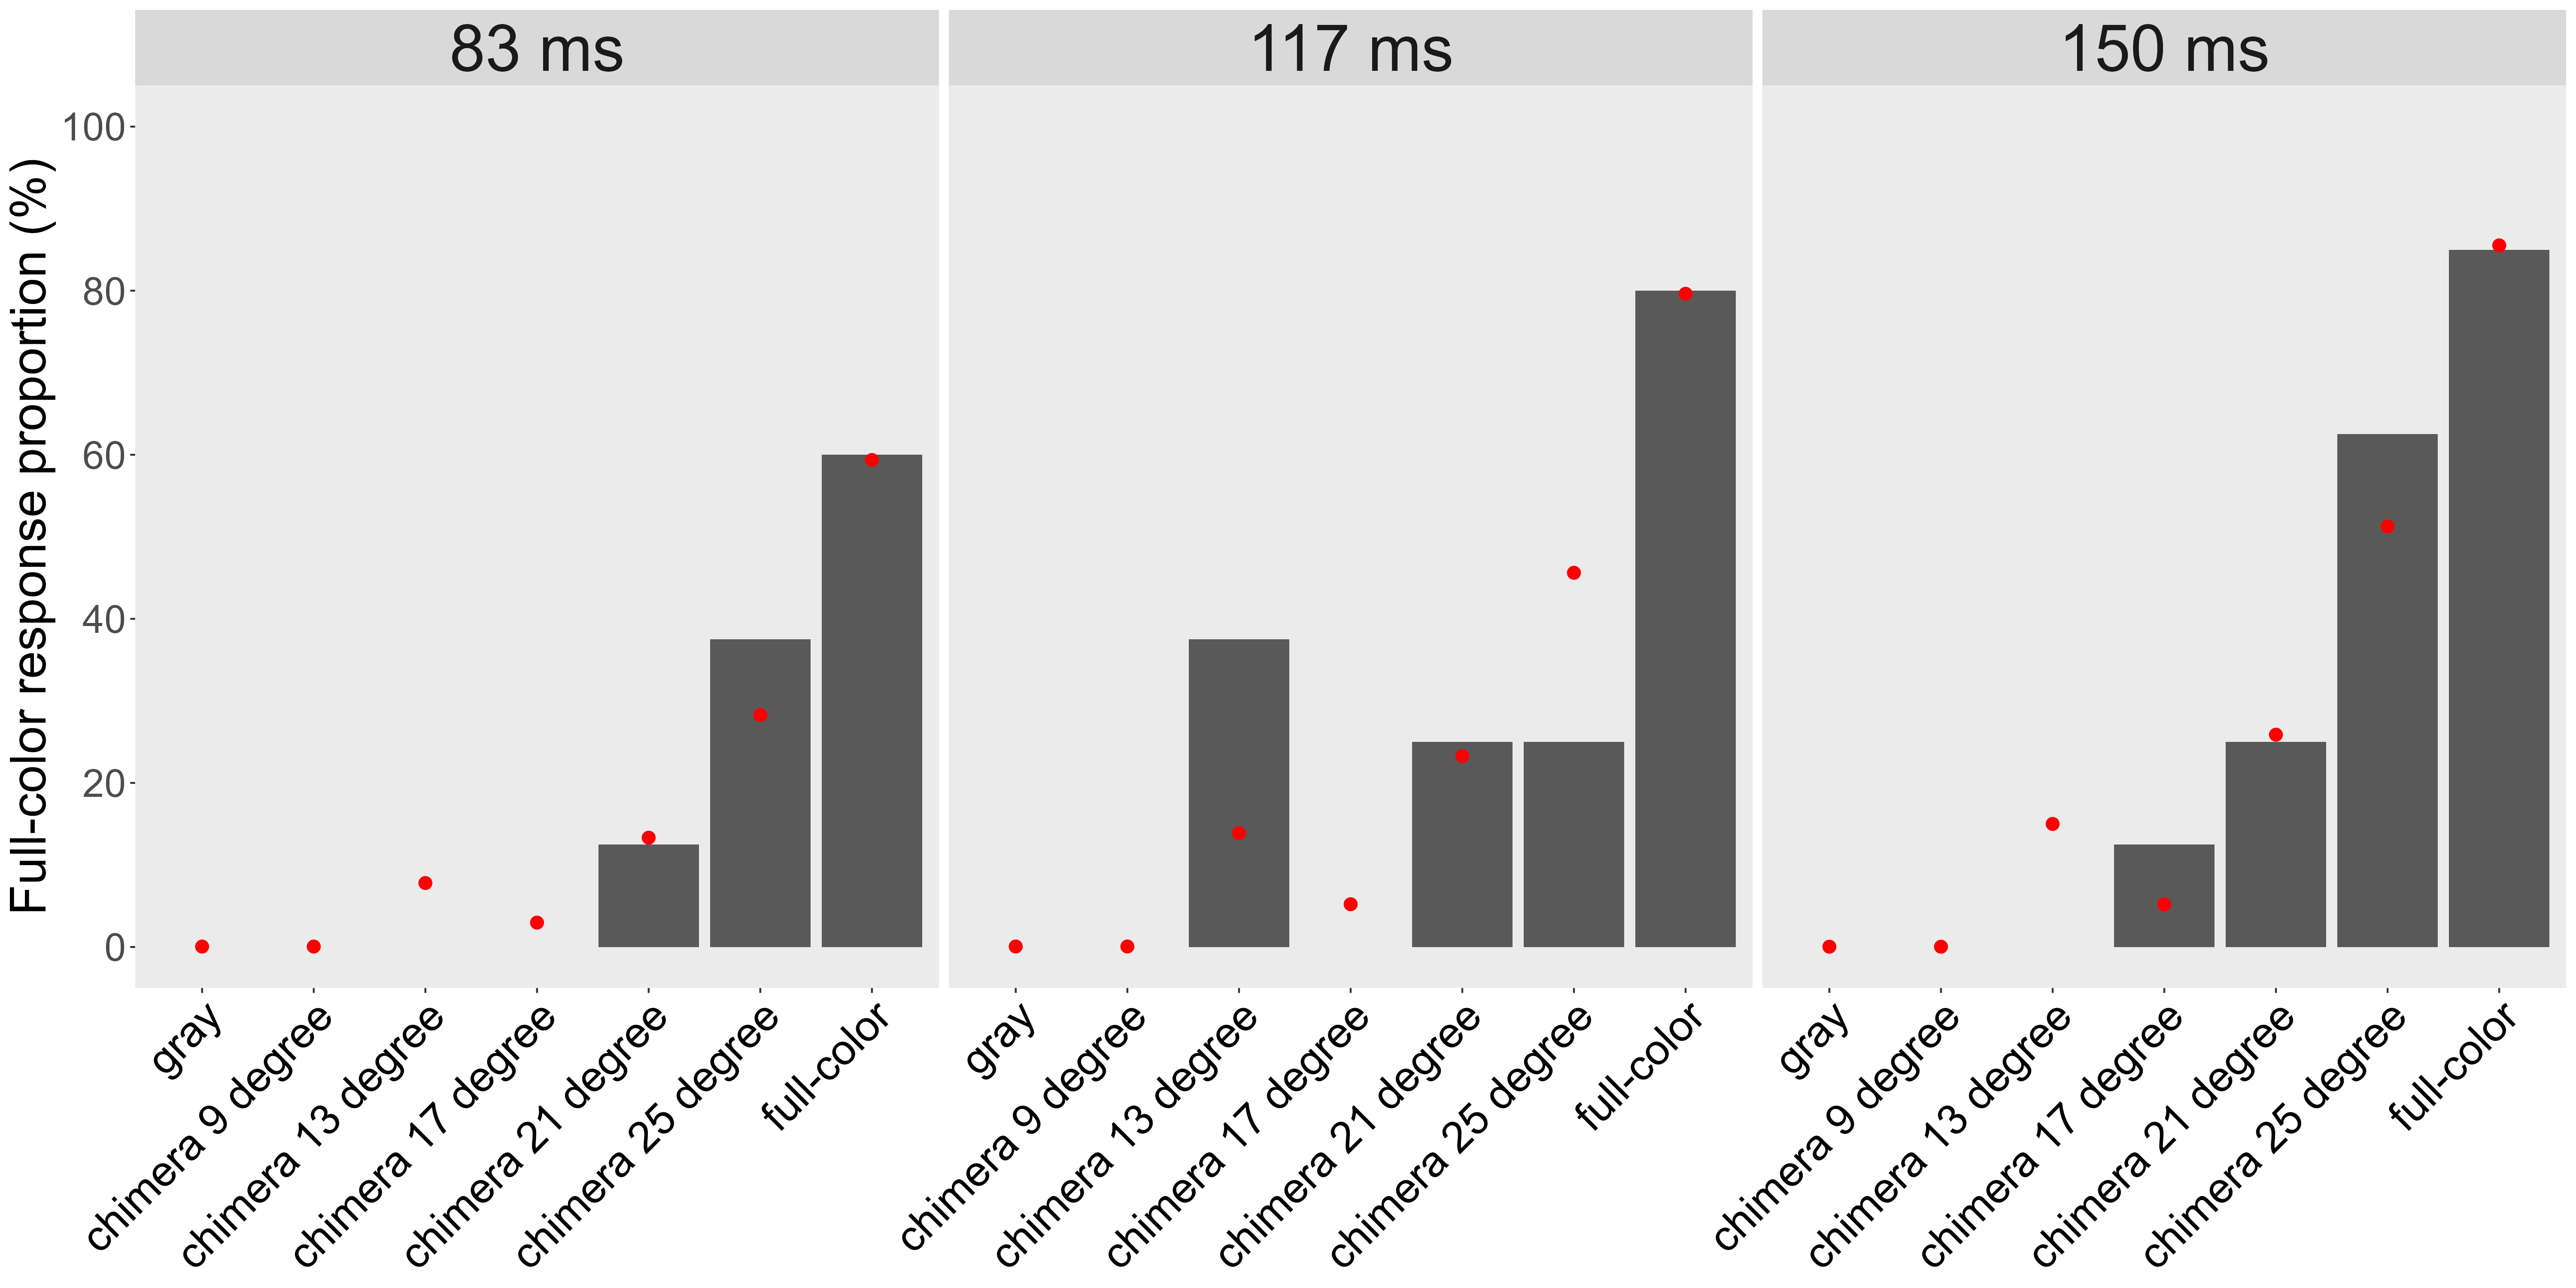 83 ms
117 ms
150 ms
Full-color response proportion (%)
100
80
60
40
20
0
gray
chimera 9 degree
chimera 13 degree
chimera 17 degree
chimera 21 degree
chimera 25 degree
full-color
gray
chimera 9 degree
chimera 13 degree
chimera 17 degree
chimera 21 degree
chimera 25 degree
full-color
gray
chimera 9 degree
chimera 13 degree
chimera 17 degree
chimera 21 degree
chimera 25 degree
full-color